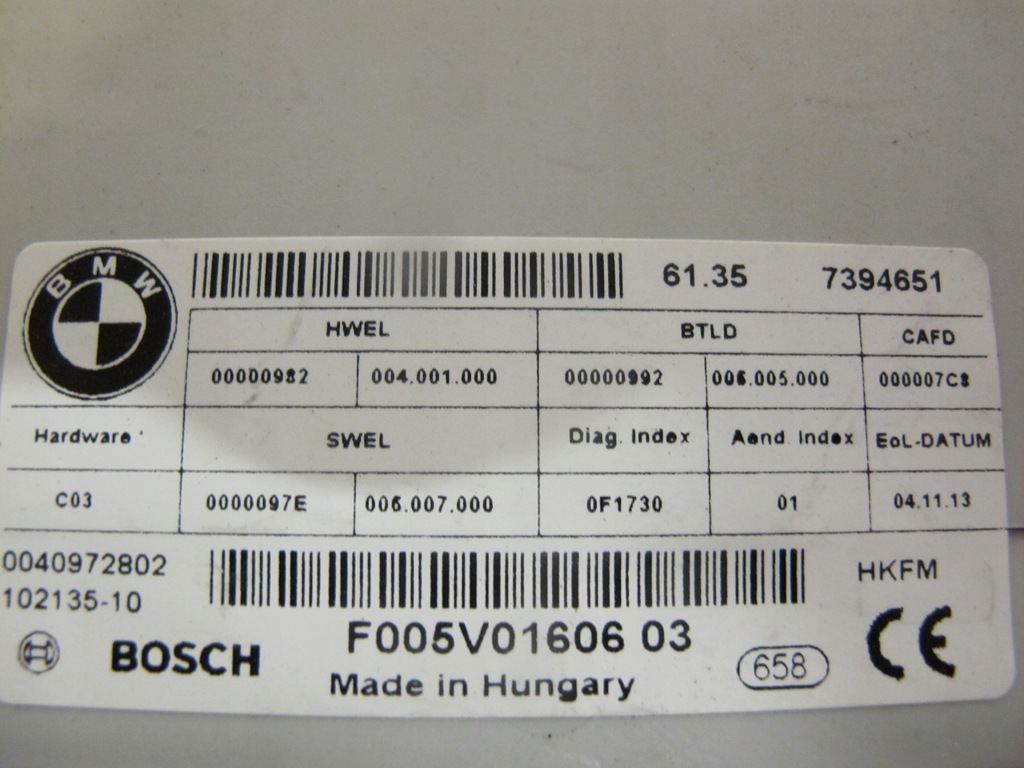 BMW
61.35 7394651
HWEL BTLD CAFD
00000982 004.001.000 00000992 006.005.000 000007C8
Hardware SWEL Diag. Index Aend. Index EoL-DATUM
C03 0000097E 006.007.000 0F1730 01 04.11.13
0040972802 HKFM
102135-10
F005V01606 03
BOSCH 658
Made in Hungary CE